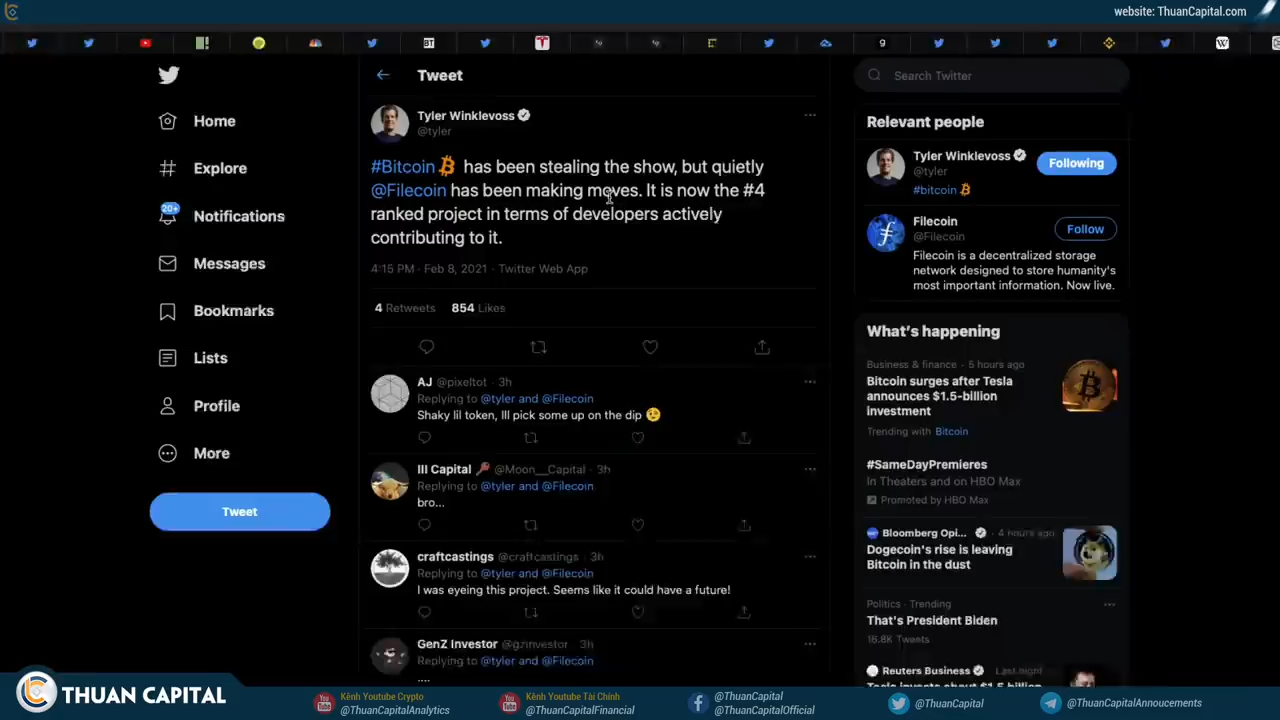 website: ThuanCapital.com
Tweet
Search Twitter
Home
Explore
20+
Notifications
Messages
Bookmarks
Lists
Profile
More
Tweet
Tyler Winklevoss
@tyler
#Bitcoin has been stealing the show, but quietly
@Filecoin has been making moves. It is now the #4
ranked project in terms of developers actively
contributing to it.
4:15 PM · Feb 8, 2021 · Twitter Web App
4 Retweets 854 Likes
AJ @pixeltot · 3h
Replying to @tyler and @Filecoin
Shaky lil token, Ill pick some up on the dip
Ill Capital @Moon__Capital · 3h
Replying to @tyler and @Filecoin
bro...
craftcastings @craftcastings · 3h
Replying to @tyler and @Filecoin
I was eyeing this project. Seems like it could have a future!
GenZ Investor @gzinvestor · 3h
Replying to @tyler and @Filecoin
....
Relevant people
Tyler Winklevoss
@tyler
Following
#bitcoin
Filecoin
@Filecoin
Follow
Filecoin is a decentralized storage
network designed to store humanity's
most important information. Now live.
What's happening
Business & finance · 5 hours ago
Bitcoin surges after Tesla
announces $1.5-billion
investment
Trending with Bitcoin
#SameDayPremieres
In Theaters and on HBO Max
Promoted by HBO Max
Bloomberg Opi... · 4 hours ago
Dogecoin's rise is leaving
Bitcoin in the dust
Politics · Trending
That's President Biden
16.8K Tweets
Reuters Business · Last night
Tesla invests about $1.5 billion
THUAN CAPITAL
Kênh Youtube Crypto
@ThuanCapitalAnalytics
Kênh Youtube Tài Chính
@ThuanCapitalFinancial
@ThuanCapital
@ThuanCapitalOfficial
@ThuanCapital
@ThuanCapitalAnnoucements